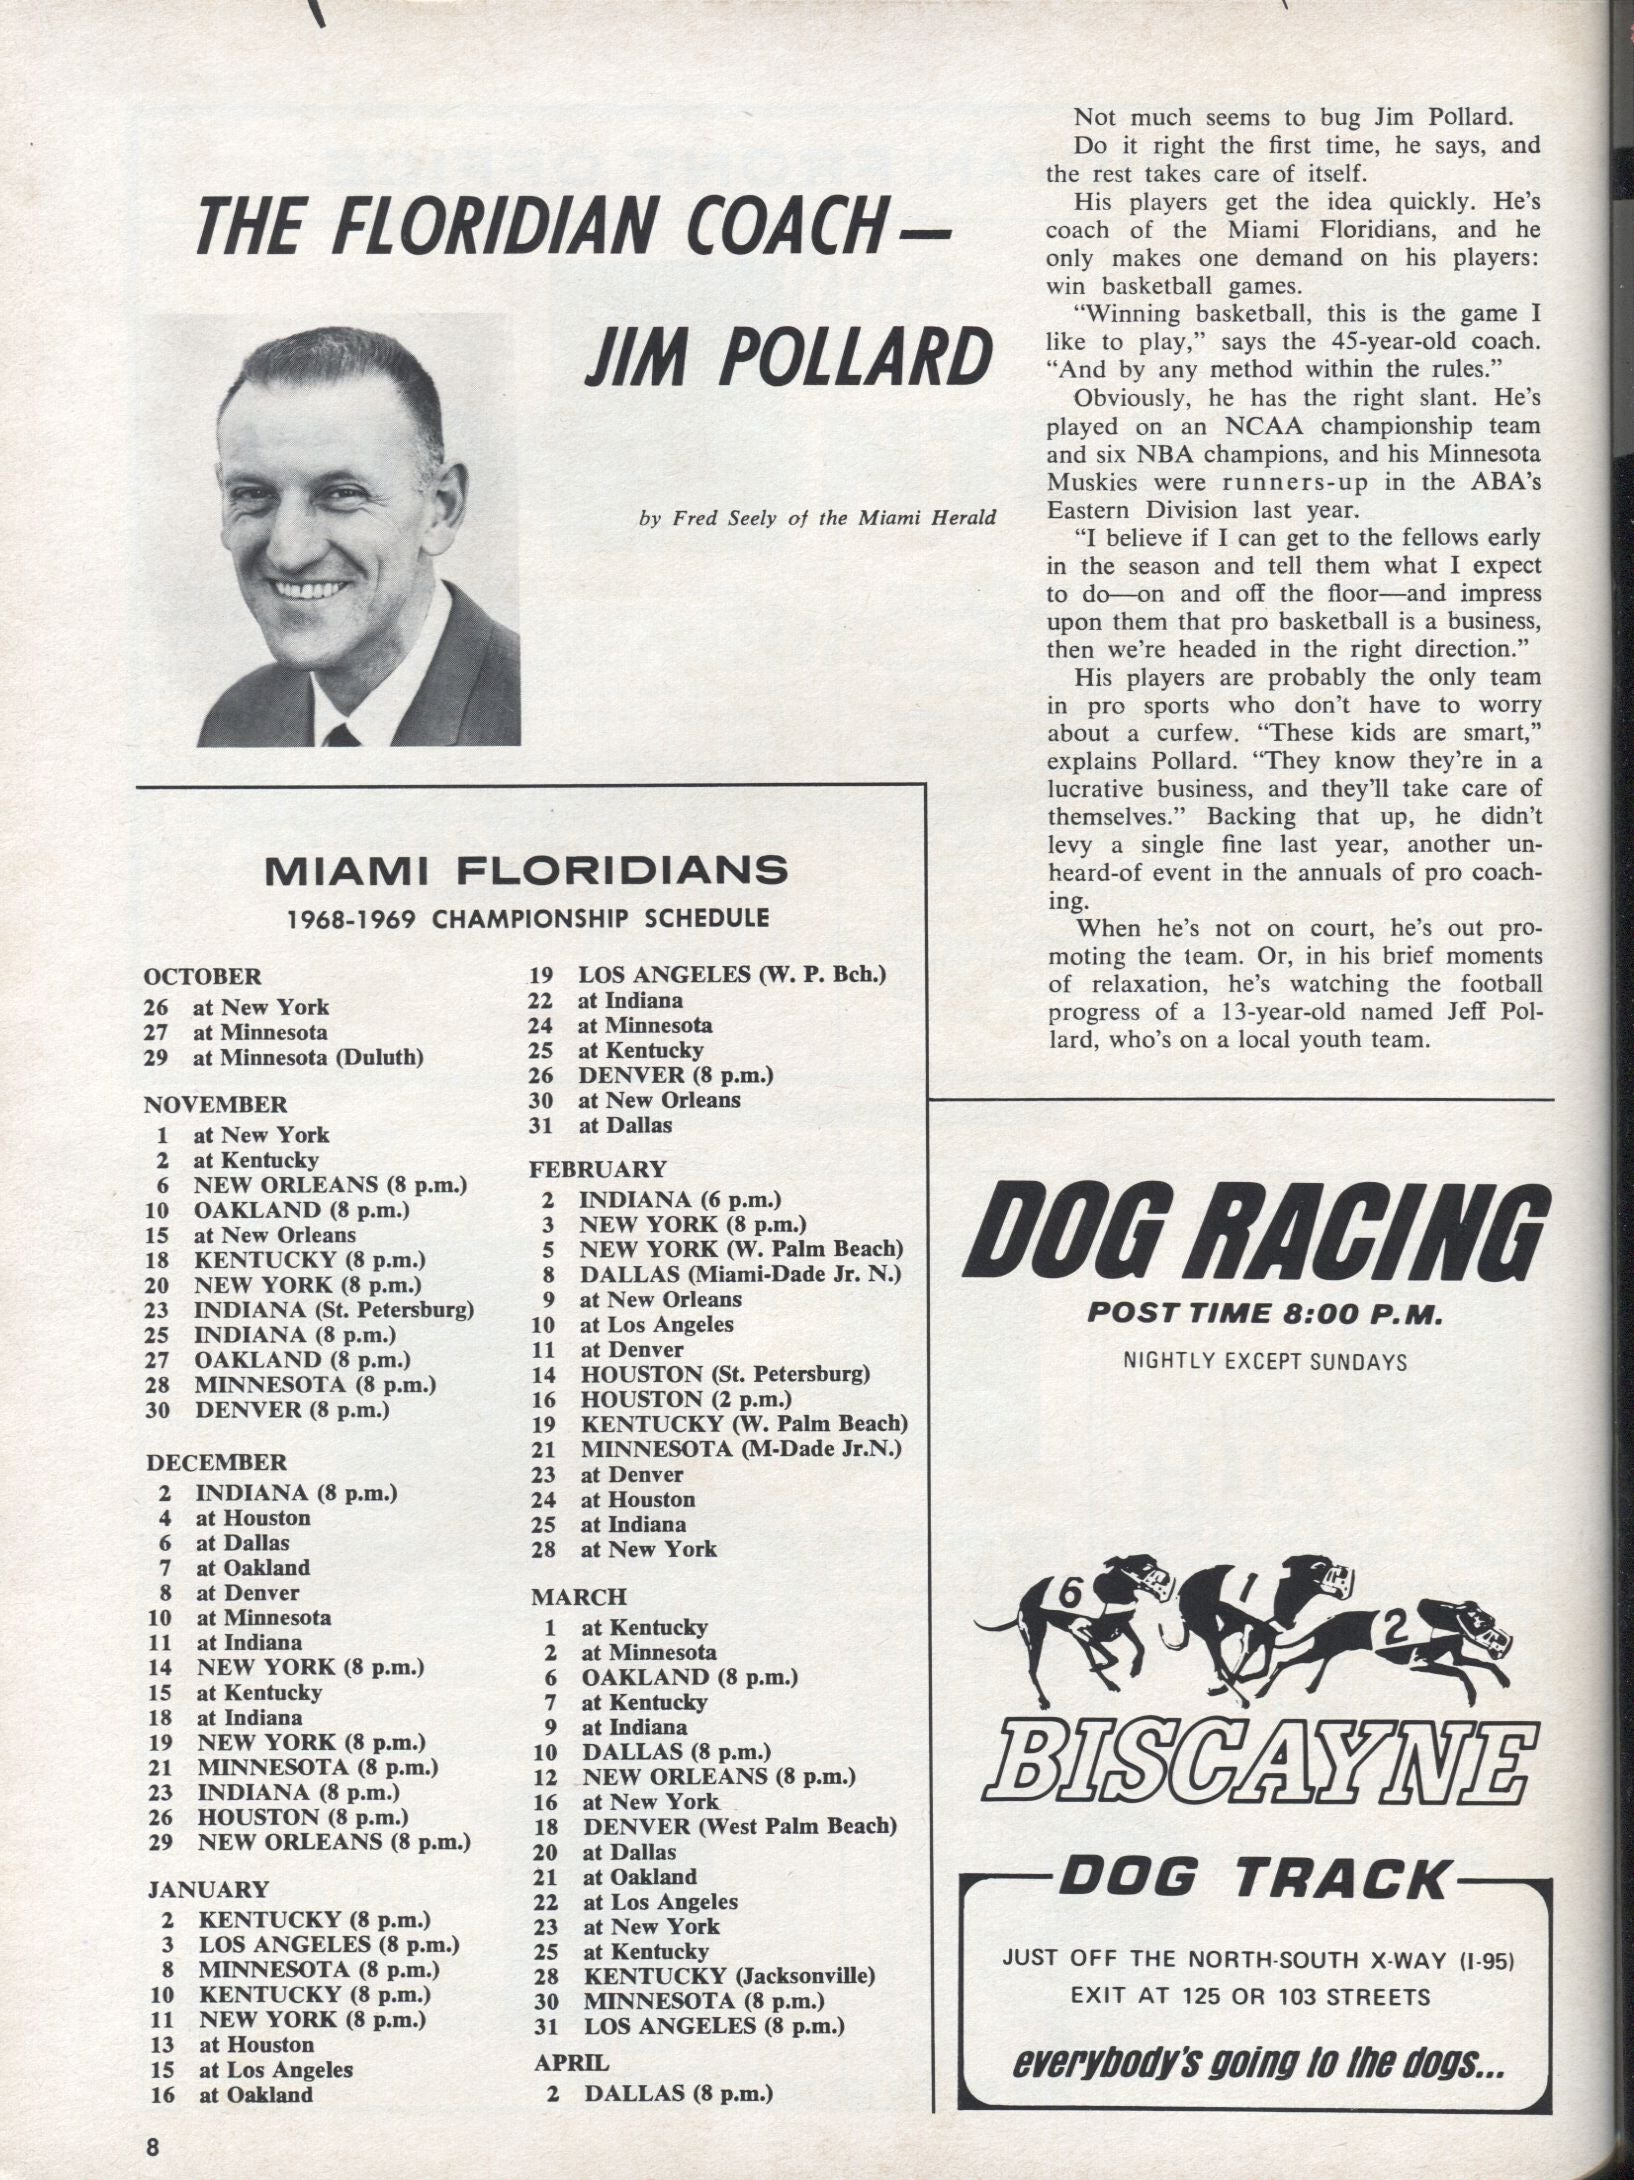 THE FLORIDIAN COACH—
JIM POLLARD
by Fred Seely of the Miami Herald
Not much seems to bug Jim Pollard.
Do it right the first time, he says, and
the rest takes care of itself.
His players get the idea quickly. He's
coach of the Miami Floridians, and he
only makes one demand on his players:
win basketball games.
“Winning basketball, this is the game I
like to play,” says the 45-year-old coach.
“And by any method within the rules.”
Obviously, he has the right slant. He's
played on an NCAA championship team
and six NBA champions, and his Minnesota
Muskies were runners-up in the ABA's
Eastern Division last year.
“I believe if I can get to the fellows early
in the season and tell them what I expect
to do—on and off the floor—and impress
upon them that pro basketball is a business,
then we're headed in the right direction.”
His players are probably the only team
in pro sports who don't have to worry
about a curfew. “These kids are smart,”
explains Pollard. “They know they're in a
lucrative business, and they'll take care of
themselves.” Backing that up, he didn't
levy a single fine last year, another un-
heard-of event in the annuals of pro coach-
ing.
When he's not on court, he's out pro-
moting the team. Or, in his brief moments
of relaxation, he's watching the football
progress of a 13-year-old named Jeff Pol-
lard, who's on a local youth team.
MIAMI FLORIDIANS
1968-1969 CHAMPIONSHIP SCHEDULE
OCTOBER
26 at New York
27 at Minnesota
29 at Minnesota (Duluth)
NOVEMBER
1 at New York
2 at Kentucky
6 NEW ORLEANS (8 p.m.)
10 OAKLAND (8 p.m.)
15 at New Orleans
18 KENTUCKY (8 p.m.)
20 NEW YORK (8 p.m.)
23 INDIANA (St. Petersburg)
25 INDIANA (8 p.m.)
27 OAKLAND (8 p.m.)
28 MINNESOTA (8 p.m.)
30 DENVER (8 p.m.)
DECEMBER
2 INDIANA (8 p.m.)
4 at Houston
6 at Dallas
7 at Oakland
8 at Denver
10 at Minnesota
11 at Indiana
14 NEW YORK (8 p.m.)
15 at Kentucky
18 at Indiana
19 NEW YORK (8 p.m.)
21 MINNESOTA (8 p.m.)
23 INDIANA (8 p.m.)
26 HOUSTON (8 p.m.)
29 NEW ORLEANS (8 p.m.)
JANUARY
2 KENTUCKY (8 p.m.)
3 LOS ANGELES (8 p.m.)
8 MINNESOTA (8 p.m.)
10 KENTUCKY (8 p.m.)
11 NEW YORK (8 p.m.)
13 at Houston
15 at Los Angeles
16 at Oakland
19 LOS ANGELES (W. P. Bch.)
22 at Indiana
24 at Minnesota
25 at Kentucky
26 DENVER (8 p.m.)
30 at New Orleans
31 at Dallas
FEBRUARY
2 INDIANA (6 p.m.)
3 NEW YORK (8 p.m.)
5 NEW YORK (W. Palm Beach)
8 DALLAS (Miami-Dade Jr. N.)
9 at New Orleans
10 at Los Angeles
11 at Denver
14 HOUSTON (St. Petersburg)
16 HOUSTON (2 p.m.)
19 KENTUCKY (W. Palm Beach)
21 MINNESOTA (M-Dade Jr.N.)
23 at Denver
24 at Houston
25 at Indiana
28 at New York
MARCH
1 at Kentucky
2 at Minnesota
6 OAKLAND (8 p.m.)
7 at Kentucky
9 at Indiana
10 DALLAS (8 p.m.)
12 NEW ORLEANS (8 p.m.)
16 at New York
18 DENVER (West Palm Beach)
20 at Dallas
21 at Oakland
22 at Los Angeles
23 at New York
25 at Kentucky
28 KENTUCKY (Jacksonville)
30 MINNESOTA (8 p.m.)
31 LOS ANGELES (8 p.m.)
APRIL
2 DALLAS (8 p.m.)
DOG RACING
POST TIME 8:00 P.M.
NIGHTLY EXCEPT SUNDAYS
6 1 2
BISCAYNE
DOG TRACK
JUST OFF THE NORTH-SOUTH X-WAY (I-95)
EXIT AT 125 OR 103 STREETS
everybody's going to the dogs...
8